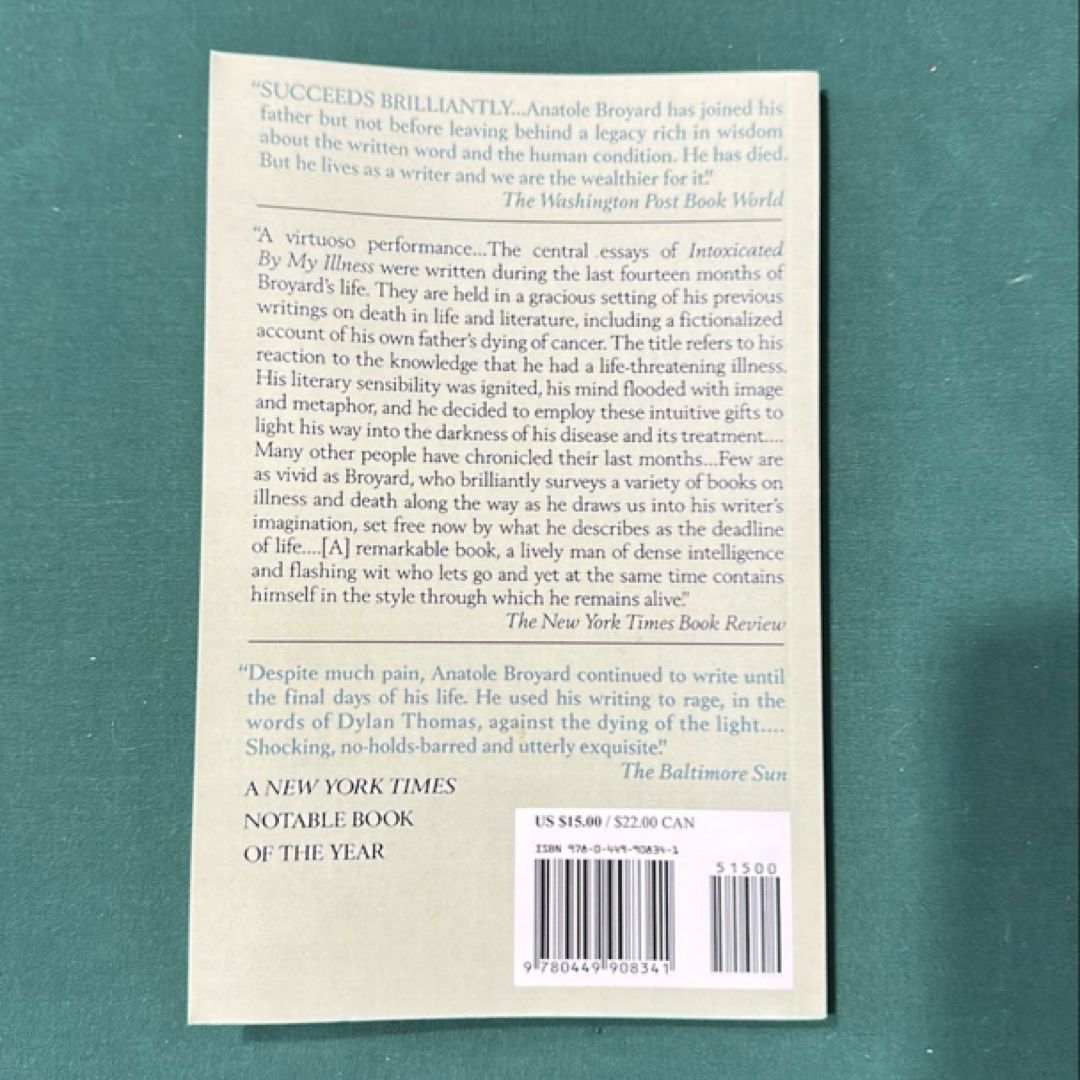 “SUCCEEDS BRILLIANTLY...Anatole Broyard has joined his
father but not before leaving behind a legacy rich in wisdom
about the written word and the human condition. He has died.
But he lives as a writer and we are the wealthier for it.”
The Washington Post Book World
“A virtuoso performance...The central essays of Intoxicated
By My Illness were written during the last fourteen months of
Broyard's life. They are held in a gracious setting of his previous
writings on death in life and literature, including a fictionalized
account of his own father's dying of cancer. The title refers to his
reaction to the knowledge that he had a life-threatening illness.
His literary sensibility was ignited, his mind flooded with image
and metaphor, and he decided to employ these intuitive gifts to
light his way into the darkness of his disease and its treatment....
Many other people have chronicled their last months...Few are
as vivid as Broyard, who brilliantly surveys a variety of books on
illness and death along the way as he draws us into his writer's
imagination, set free now by what he describes as the deadline
of life....[A] remarkable book, a lively man of dense intelligence
and flashing wit who lets go and yet at the same time contains
himself in the style through which he remains alive.”
The New York Times Book Review
“Despite much pain, Anatole Broyard continued to write until
the final days of his life. He used his writing to rage, in the
words of Dylan Thomas, against the dying of the light....
Shocking, no-holds-barred and utterly exquisite.”
The Baltimore Sun
A NEW YORK TIMES
NOTABLE BOOK
OF THE YEAR
US $15.00 / $22.00 CAN
ISBN 978-0-449-90834-1
51500
9 780449 908341